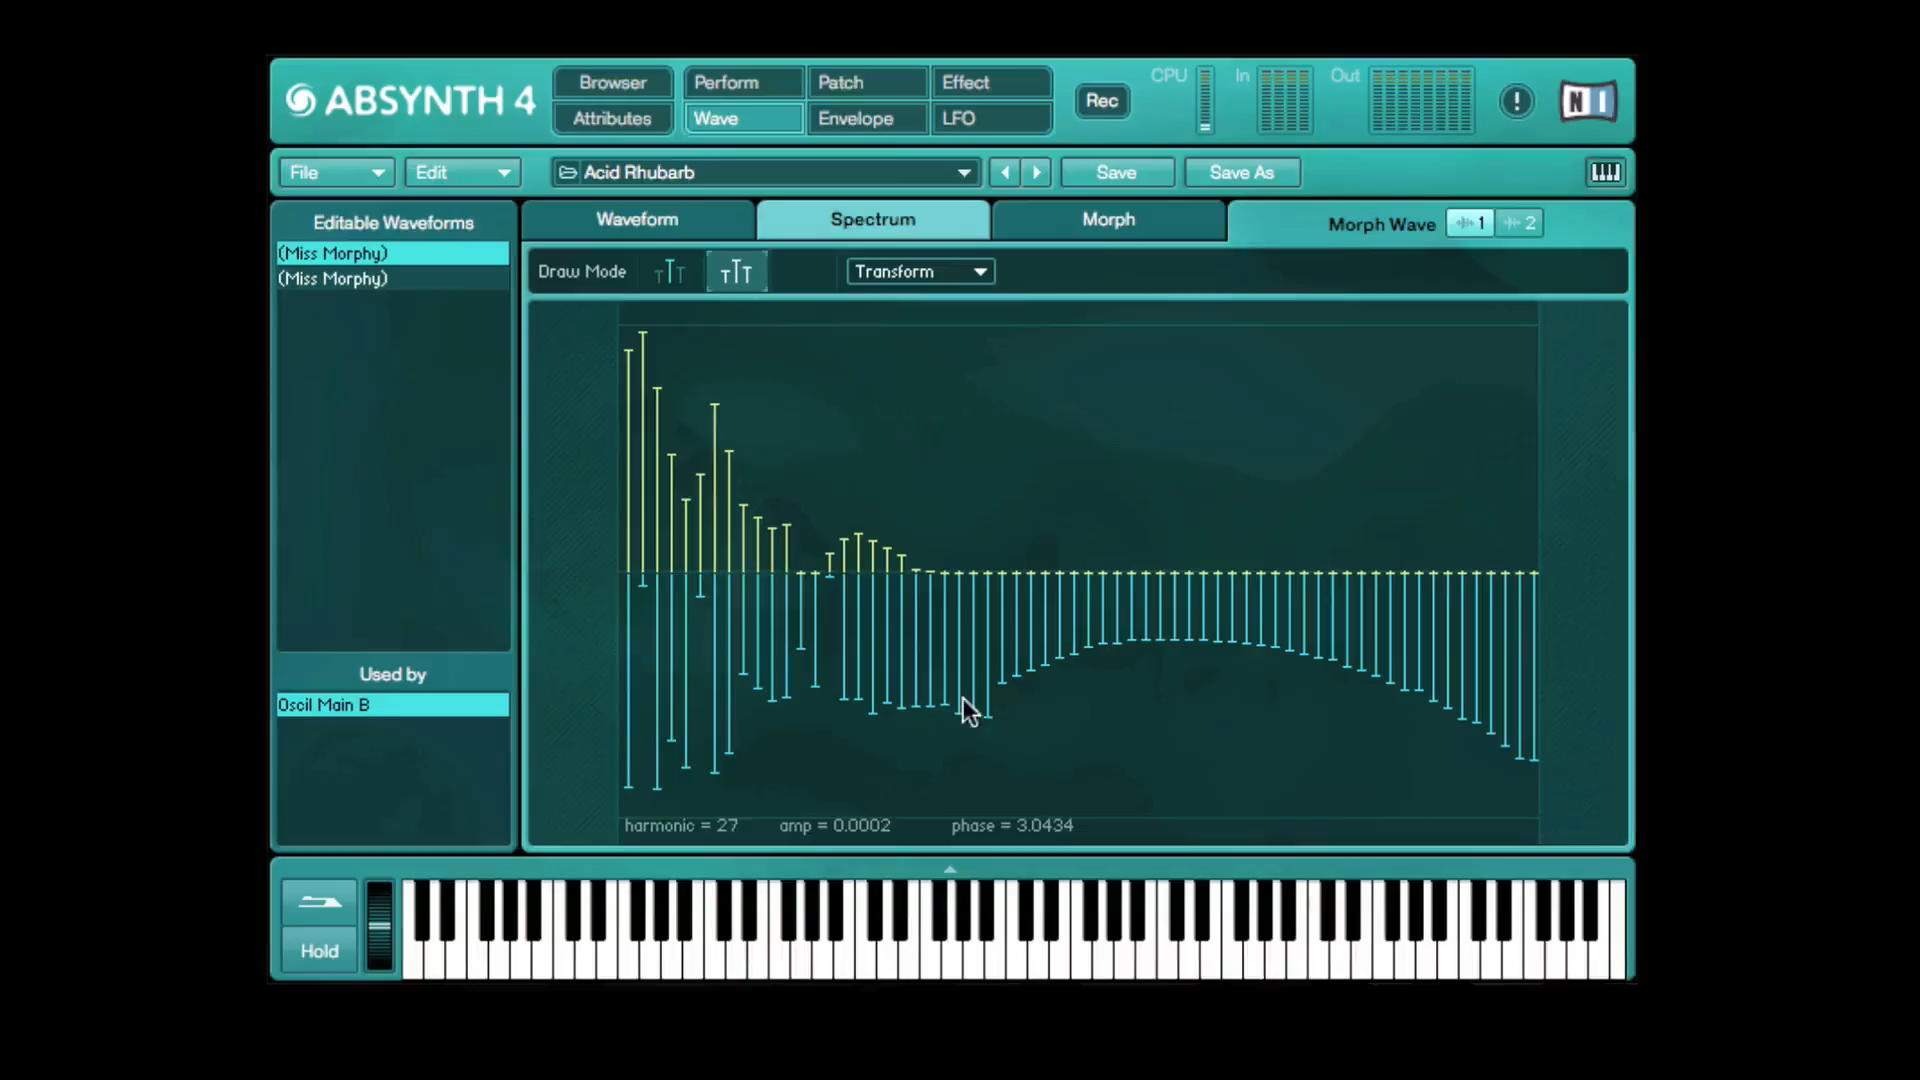 ABSYNTH 4
Browser
Perform
Patch
Effect
Attributes
Wave
Envelope
LFO
Rec
CPU
In
Out
!
N I
File
Edit
Acid Rhubarb
Save
Save As
Editable Waveforms
(Miss Morphy)
(Miss Morphy)
Waveform
Spectrum
Morph
Morph Wave
1
2
Draw Mode
Transform
Used by
Oscil Main B
harmonic = 27
amp = 0.0002
phase = 3.0434
Hold